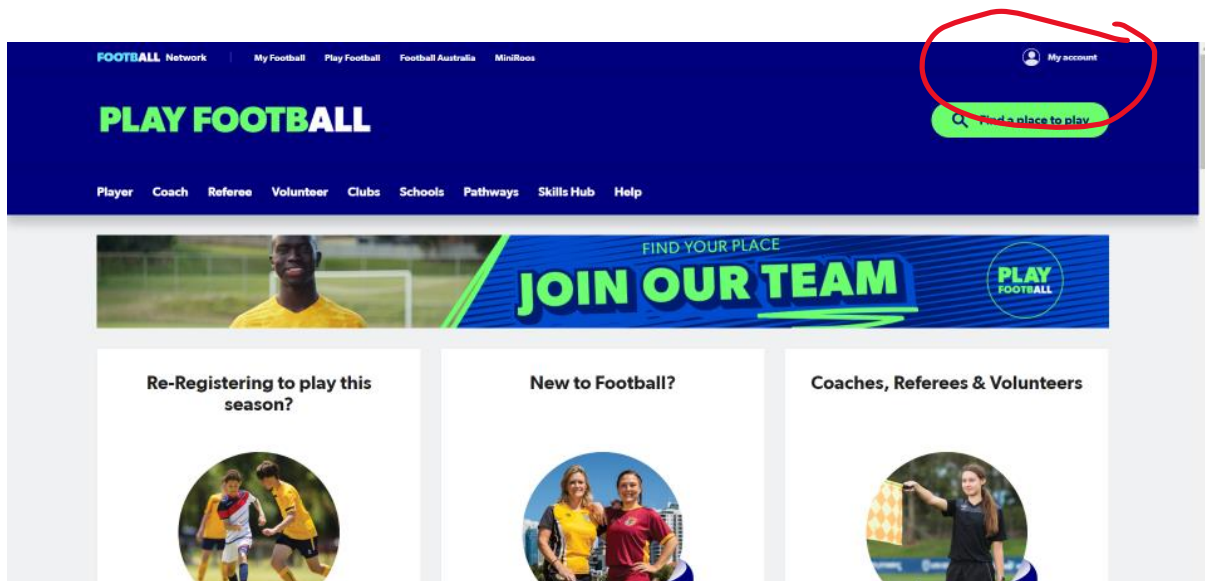 FOOTBALL Network My Football Play Football Football Australia MiniRoos My account
PLAY FOOTBALL
Find a place to play
Player Coach Referee Volunteer Clubs Schools Pathways Skills Hub Help
FIND YOUR PLACE
JOIN OUR TEAM
PLAY
FOOTBALL
Re-Registering to play this
season?
New to Football?
Coaches, Referees & Volunteers